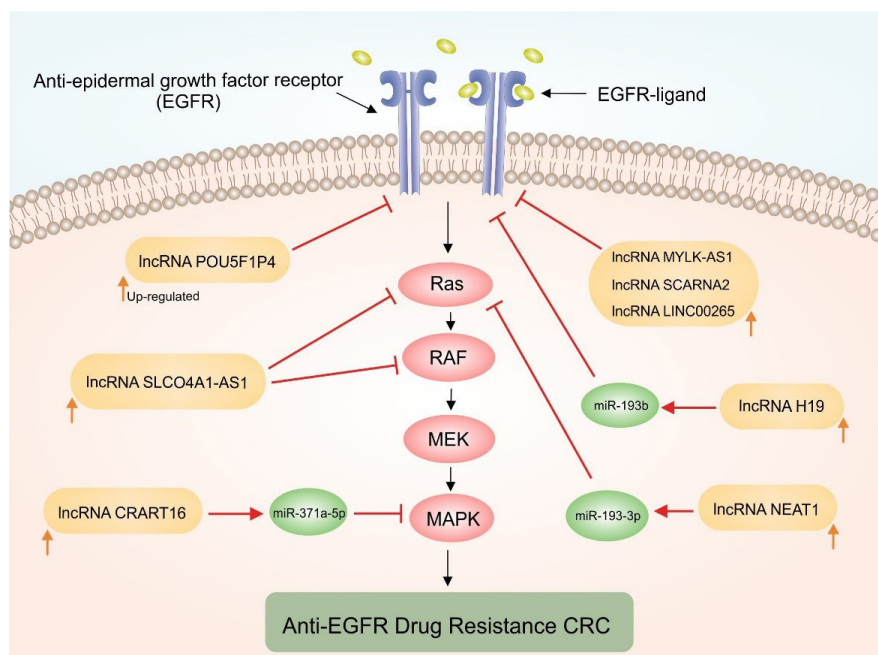 Anti-epidermal growth factor receptor
(EGFR)
EGFR-ligand
lncRNA POU5F1P4
Up-regulated
lncRNA MYLK-AS1
lncRNA SCARNA2
lncRNA LINC00265
Ras
RAF
lncRNA SLCO4A1-AS1
miR-193b
lncRNA H19
MEK
lncRNA CRART16
miR-371a-5p
MAPK
miR-193-3p
lncRNA NEAT1
Anti-EGFR Drug Resistance CRC